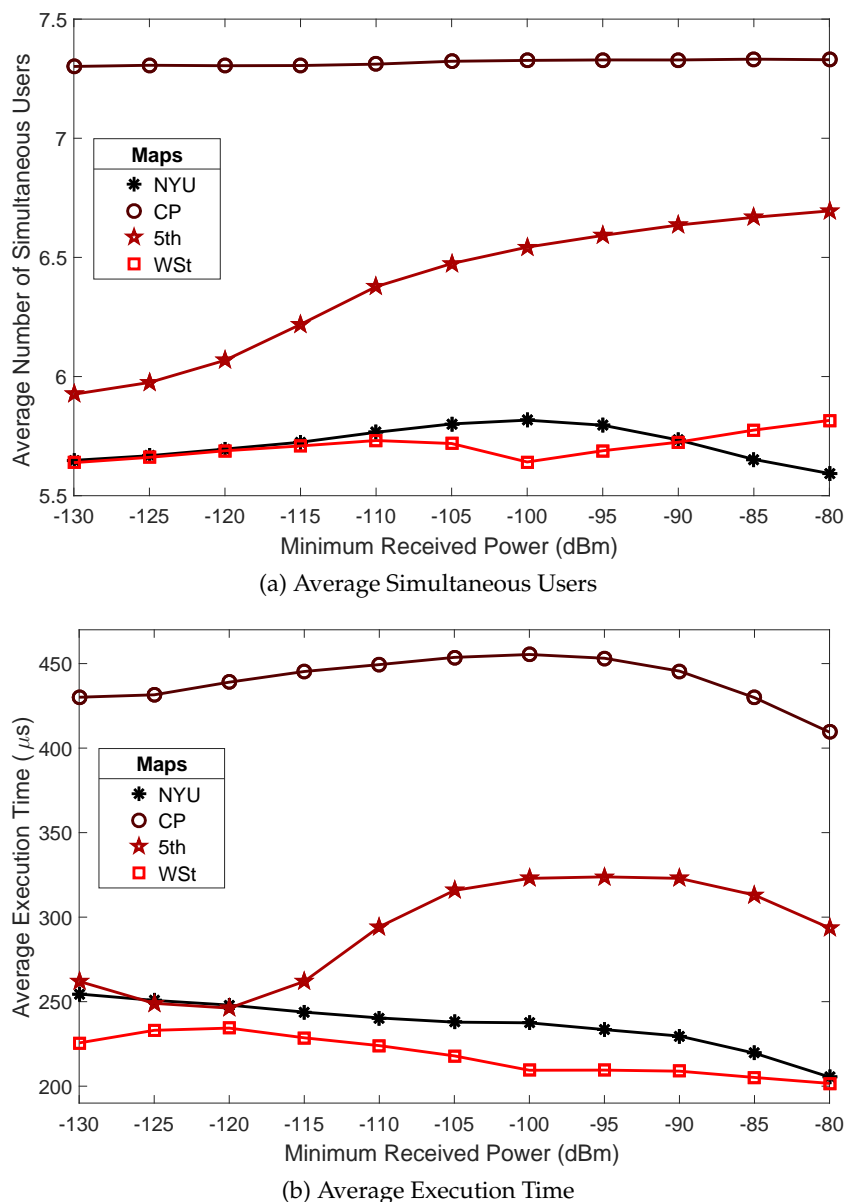 7.5
7
6.5
6
5.5
Average Number of Simultaneous Users
Maps
NYU
CP
5th
WSt
-130 -125 -120 -115 -110 -105 -100 -95 -90 -85 -80
Minimum Received Power (dBm)
(a) Average Simultaneous Users
450
400
350
300
250
200
Average Execution Time ( μs)
Maps
NYU
CP
5th
WSt
-130 -125 -120 -115 -110 -105 -100 -95 -90 -85 -80
Minimum Received Power (dBm)
(b) Average Execution Time